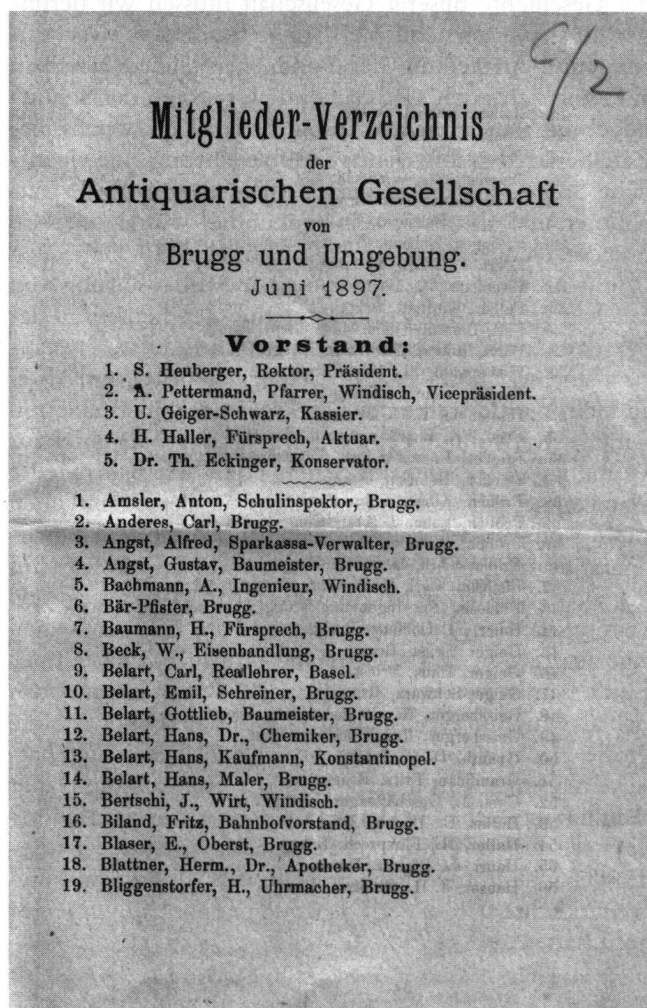 C/2
Mitglieder-Verzeichnis
der
Antiquarischen Gesellschaft
von
Brugg und Umgebung.
Juni 1897.
Vorstand:
1. S. Heuberger, Rektor, Präsident.
2. A. Pettermand, Pfarrer, Windisch, Vicepräsident.
3. U. Geiger-Schwarz, Kassier.
4. H. Haller, Fürsprech, Aktuar.
5. Dr. Th. Eckinger, Konservator.
1. Amsler, Anton, Schulinspektor, Brugg.
2. Anderes, Carl, Brugg.
3. Angst, Alfred, Sparkassa-Verwalter, Brugg.
4. Angst, Gustav, Baumeister, Brugg.
5. Bachmann, A., Ingenieur, Windisch.
6. Bär-Pfister, Brugg.
7. Baumann, H., Fürsprech, Brugg.
8. Beck, W., Eisenhandlung, Brugg.
9. Belart, Carl, Reallehrer, Basel.
10. Belart, Emil, Schreiner, Brugg.
11. Belart, Gottlieb, Baumeister, Brugg.
12. Belart, Hans, Dr., Chemiker, Brugg.
13. Belart, Hans, Kaufmann, Konstantinopel.
14. Belart, Hans, Maler, Brugg.
15. Bertschi, J., Wirt, Windisch.
16. Biland, Fritz, Bahnhofvorstand, Brugg.
17. Blaser, E., Oberst, Brugg.
18. Blattner, Herm., Dr., Apotheker, Brugg.
19. Bliggenstorfer, H., Uhrmacher, Brugg.